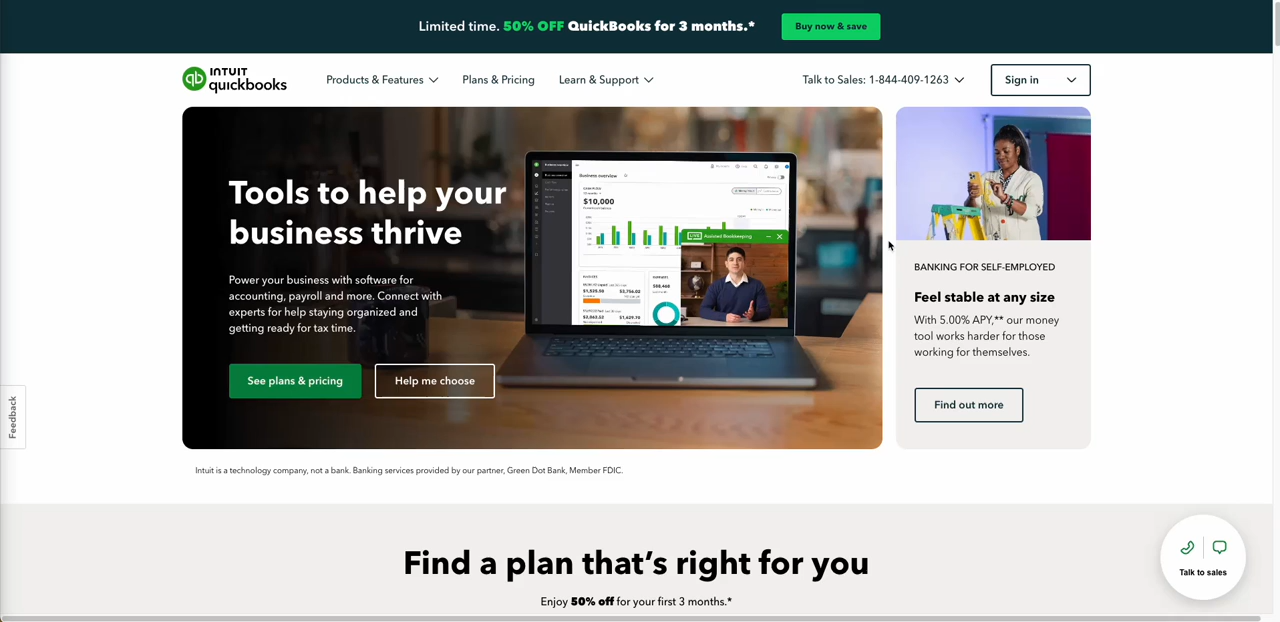 Limited time. 50% OFF QuickBooks for 3 months.*
Buy now & save
INTUIT
quickbooks
Products & Features
Plans & Pricing
Learn & Support
Talk to Sales: 1-844-409-1263
Sign in
Tools to help your
business thrive
Power your business with software for
accounting, payroll and more. Connect with
experts for help staying organized and
getting ready for tax time.
See plans & pricing
Help me choose
Business overview
$10,000
LIVE Assisted Bookkeeping
BANKING FOR SELF-EMPLOYED
Feel stable at any size
With 5.00% APY,** our money
tool works harder for those
working for themselves.
Find out more
Feedback
Intuit is a technology company, not a bank. Banking services provided by our partner, Green Dot Bank, Member FDIC.
Find a plan that's right for you
Enjoy 50% off for your first 3 months.*
Talk to sales